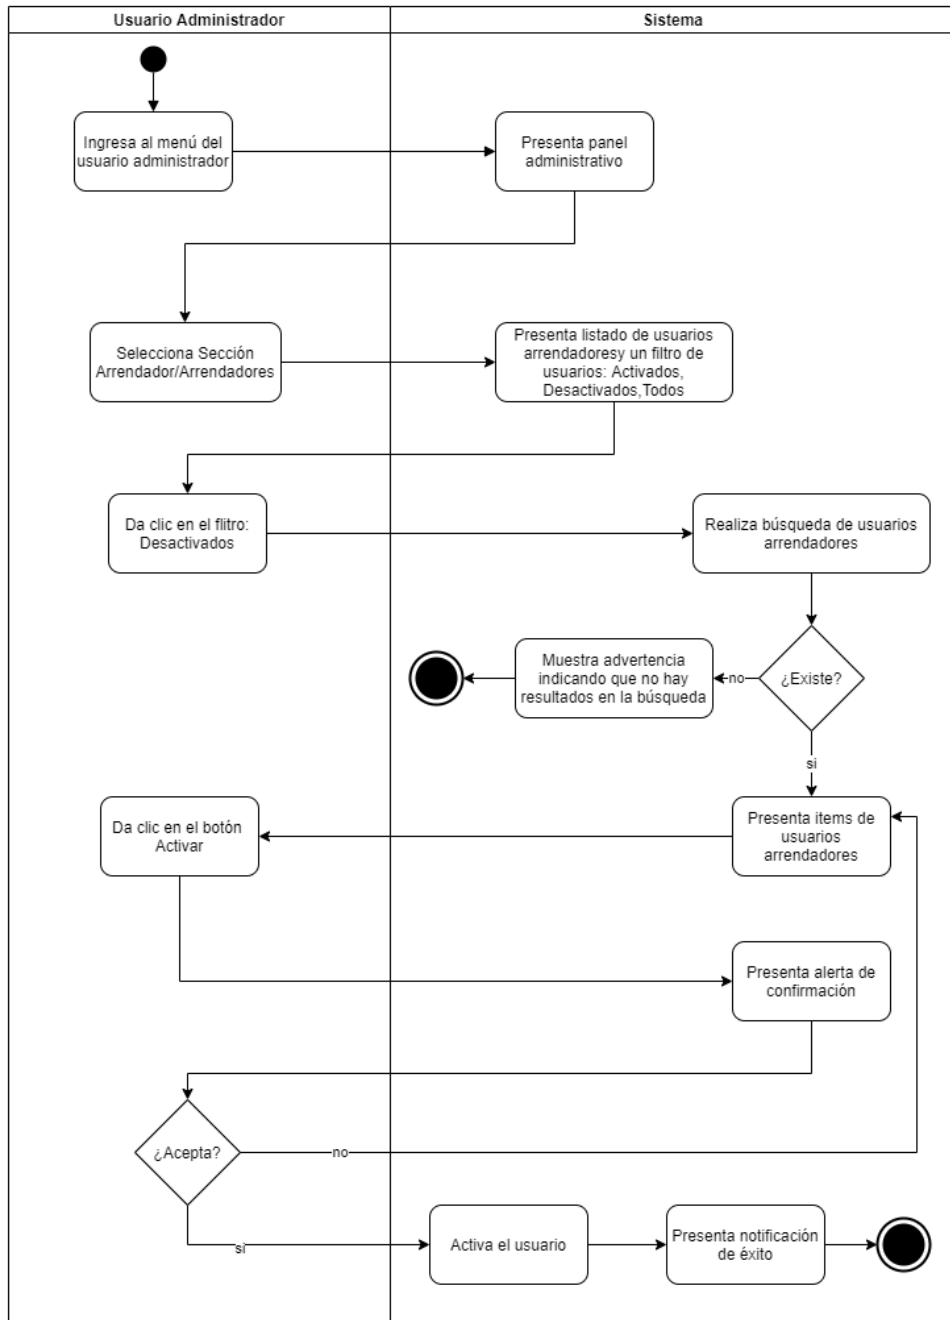 Usuario Administrador
Sistema
Ingresa al menú del
usuario administrador
Presenta panel
administrativo
Selecciona Sección
Arrendador/Arrendadores
Presenta listado de usuarios
arrendadoresy un filtro de
usuarios: Activados,
Desactivados,Todos
Da clic en el flitro:
Desactivados
Realiza búsqueda de usuarios
arrendadores
¿Existe?
no
Muestra advertencia
indicando que no hay
resultados en la búsqueda
si
Presenta items de
usuarios
arrendadores
Da clic en el botón
Activar
Presenta alerta de
confirmación
¿Acepta?
no
si
Activa el usuario
Presenta notificación
de éxito